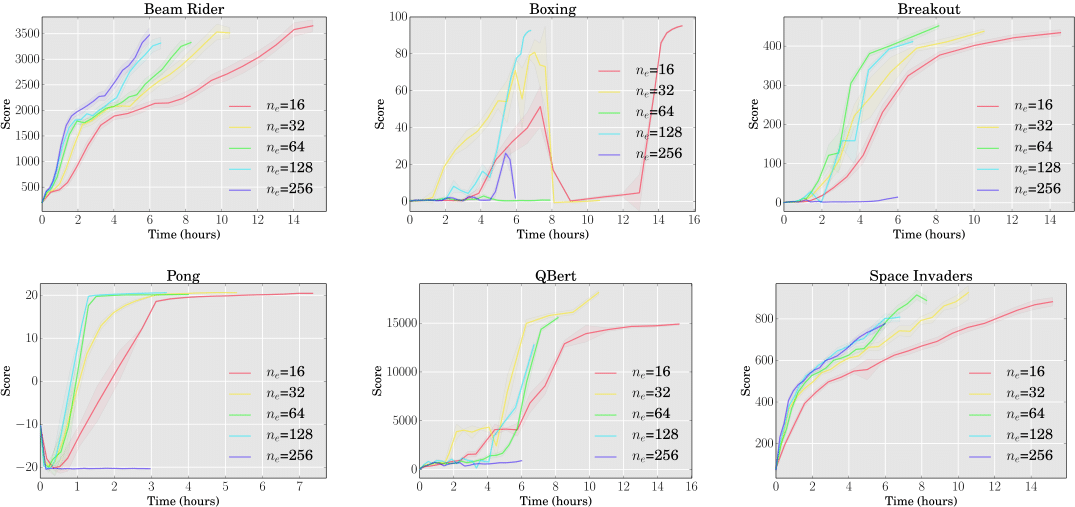 Beam Rider
Score
3500
3000
2500
2000
1500
1000
500
n_e=16
n_e=32
n_e=64
n_e=128
n_e=256
0 2 4 6 8 10 12 14
Time (hours)
Boxing
Score
100
80
60
40
20
0
n_e=16
n_e=32
n_e=64
n_e=128
n_e=256
0 2 4 6 8 10 12 14 16
Time (hours)
Breakout
Score
400
300
200
100
0
n_e=16
n_e=32
n_e=64
n_e=128
n_e=256
0 2 4 6 8 10 12 14
Time (hours)
Pong
Score
20
10
0
−10
−20
n_e=16
n_e=32
n_e=64
n_e=128
n_e=256
0 1 2 3 4 5 6 7
Time (hours)
QBert
Score
15000
10000
5000
0
n_e=16
n_e=32
n_e=64
n_e=128
n_e=256
0 2 4 6 8 10 12 14 16
Time (hours)
Space Invaders
Score
800
600
400
200
n_e=16
n_e=32
n_e=64
n_e=128
n_e=256
0 2 4 6 8 10 12 14
Time (hours)